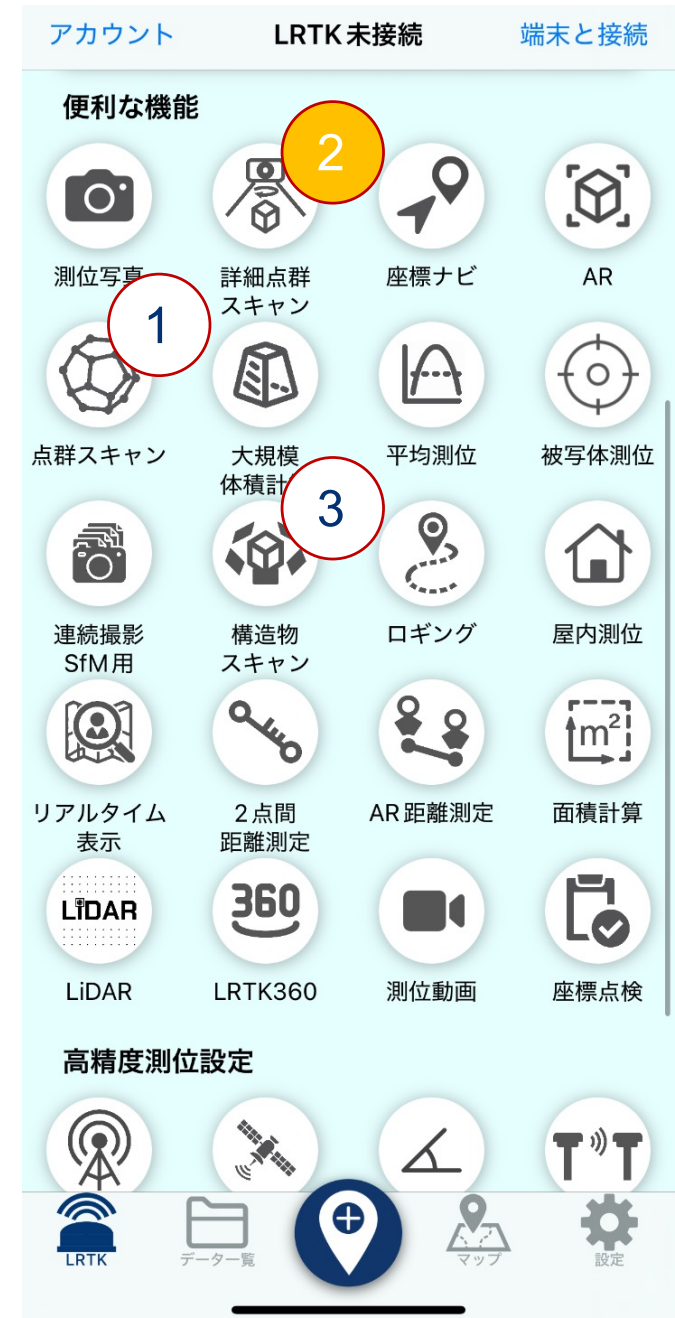 アカウント
LRTK未接続
端末と接続
便利な機能
2
測位写真
詳細点群
スキャン
座標ナビ
AR
1
点群スキャン
大規模
体積計
平均測位
被写体測位
3
連続撮影
SfM用
構造物
スキャン
ロギング
屋内測位
m²
リアルタイム
表示
2点間
距離測定
AR距離測定
面積計算
LiDAR
360
LiDAR
LRTK360
測位動画
座標点検
高精度測位設定
LRTK
データ一覧
マップ
設定